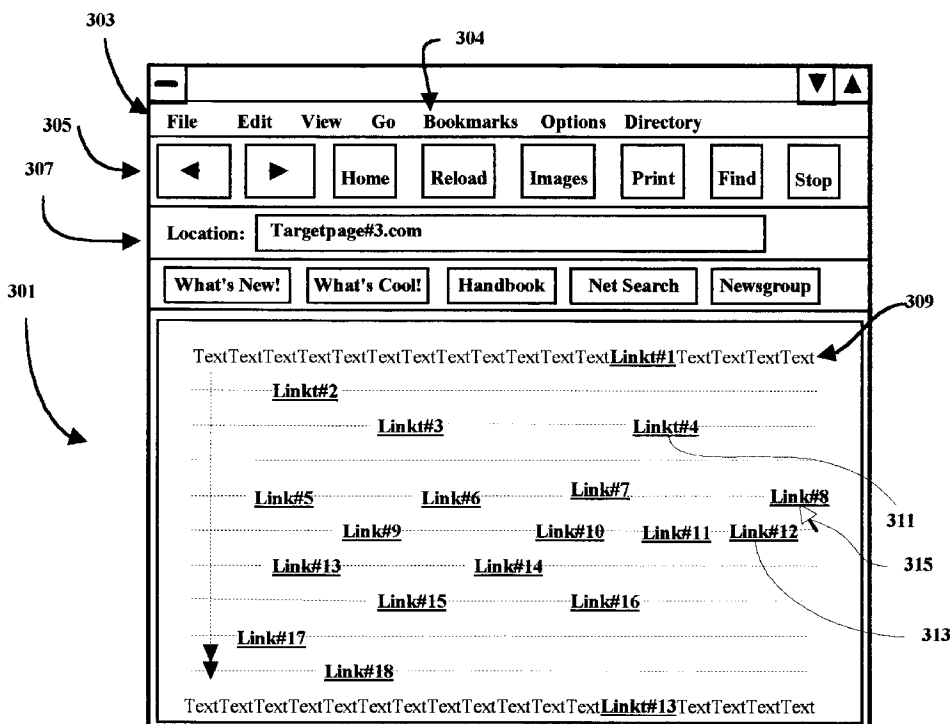 303
304
File Edit View Go Bookmarks Options Directory
305
Home Reload Images Print Find Stop
307
Location: Targetpage#3.com
What's New! What's Cool! Handbook Net Search Newsgroup
301
309
TextTextTextTextTextTextTextTextTextTextTextTextLinkt#1TextTextTextText
Linkt#2
Linkt#3 Linkt#4
Link#5 Link#6 Link#7 Link#8
311
Link#9 Link#10 Link#11 Link#12
315
Link#13 Link#14
Link#15 Link#16
313
Link#17
Link#18
TextTextTextTextTextTextTextTextTextTextTextTextLinkt#13TextTextTextText